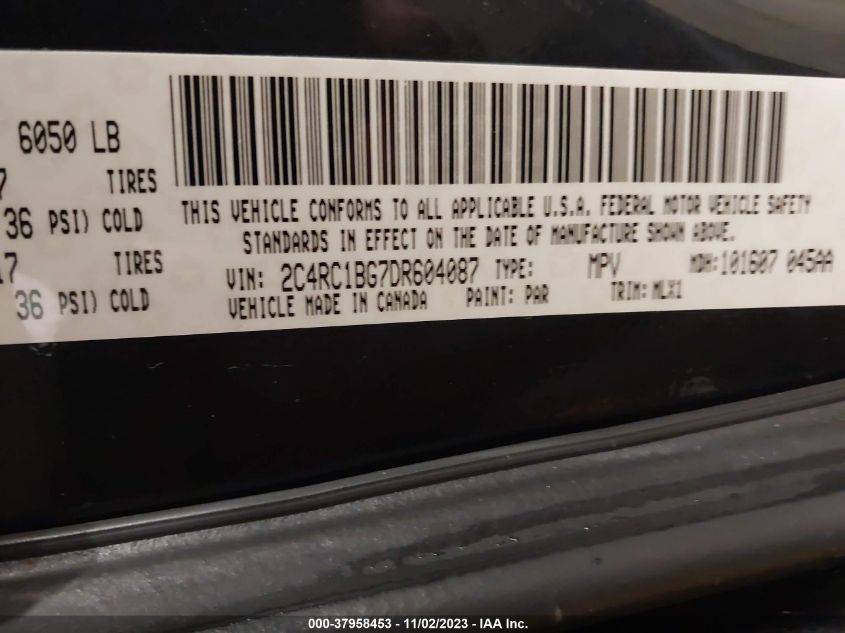 6050 LB
7 TIRES
36 PSI) COLD
17 TIRES
36 PSI) COLD
THIS VEHICLE CONFORMS TO ALL APPLICABLE U.S.A. FEDERAL MOTOR VEHICLE SAFETY
STANDARDS IN EFFECT ON THE DATE OF MANUFACTURE SHOWN ABOVE.
VIN: 2C4RC1BG7DR604087 TYPE: MPV MDH:101607 045AA
VEHICLE MADE IN CANADA PAINT: PAR TRIM: MLX1
000-37958453 - 11/02/2023 - IAA Inc.